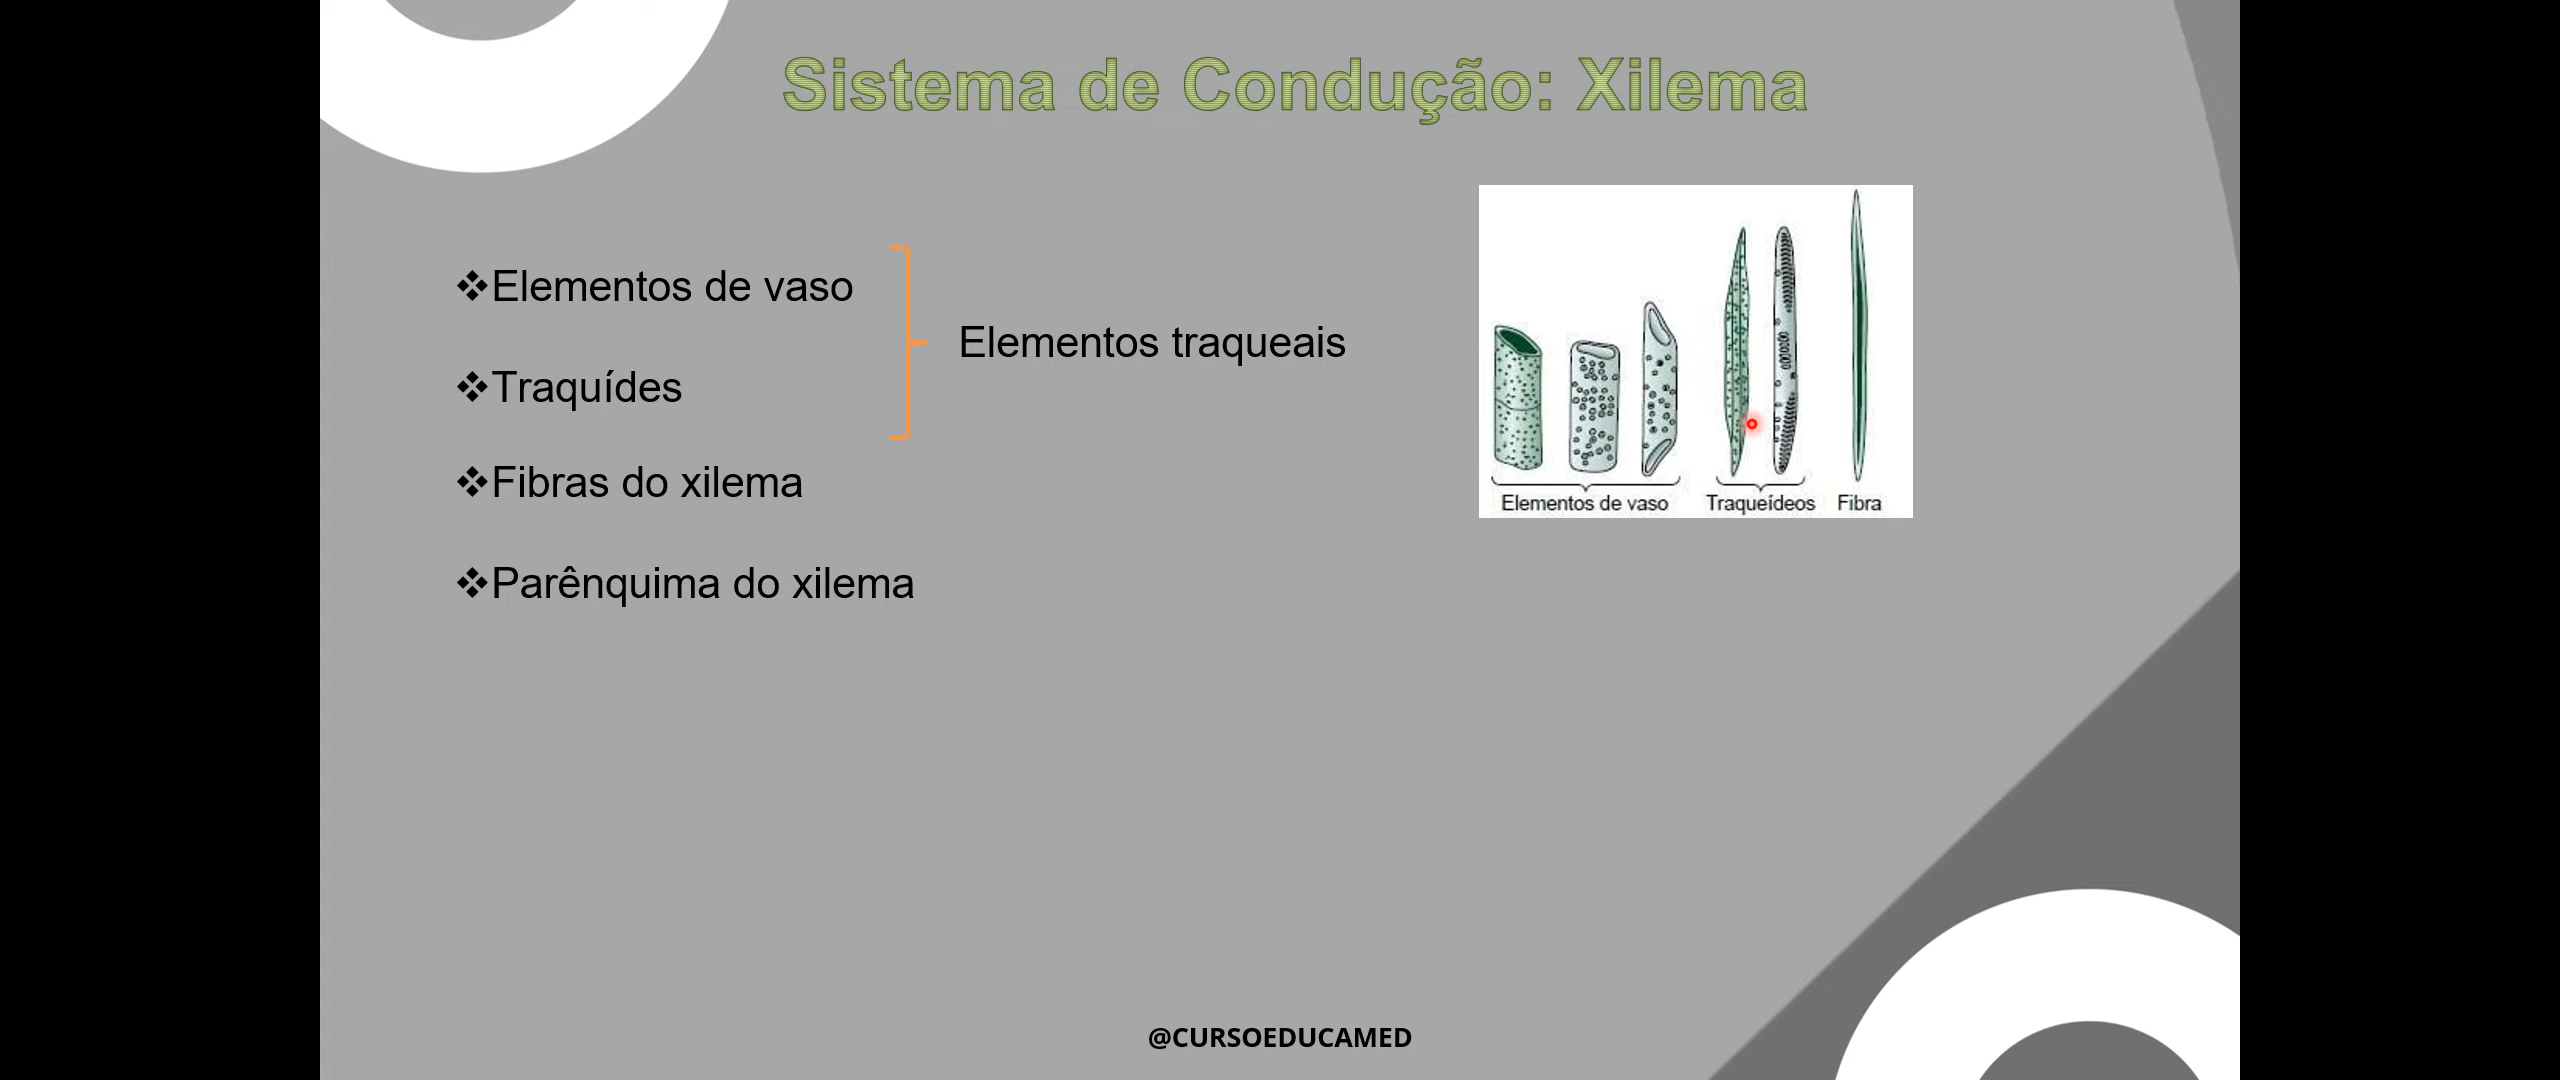 Sistema de Condução: Xilema
❖Elementos de vaso
Elementos traqueais
❖Traquídes
❖Fibras do xilema
❖Parênquima do xilema
Elementos de vaso
Traqueídeos
Fibra
@CURSOEDUCAMED